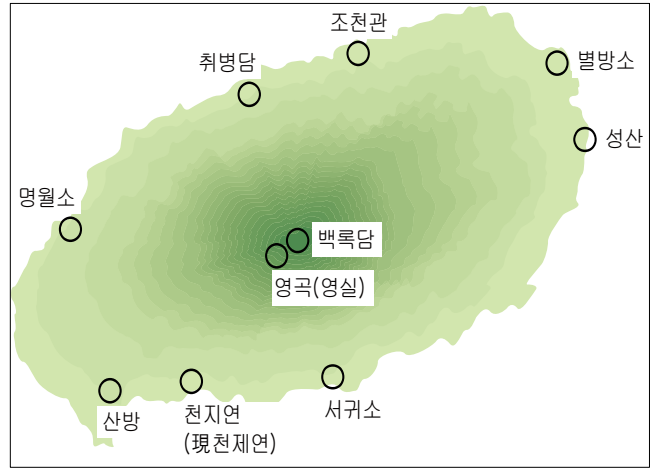 조천관
취병담
별방소
성산
명월소
백록담
영곡(영실)
산방
천지연
(現천제연)
서귀소